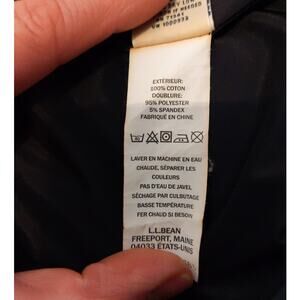 IF NEEDED
EXTÉRIEUR:
100% COTON
DOUBLURE:
95% POLYESTER
5% SPANDEX
FABRIQUÉ EN CHINE
LAVER EN MACHINE EN EAU
CHAUDE, SÉPARER LES
COULEURS
PAS D'EAU DE JAVEL
SÉCHAGE PAR CULBUTAGE
BASSE TEMPÉRATURE
FER CHAUD SI BESOIN
L.L.BEAN
FREEPORT, MAINE
04033 ÉTATS-UNIS